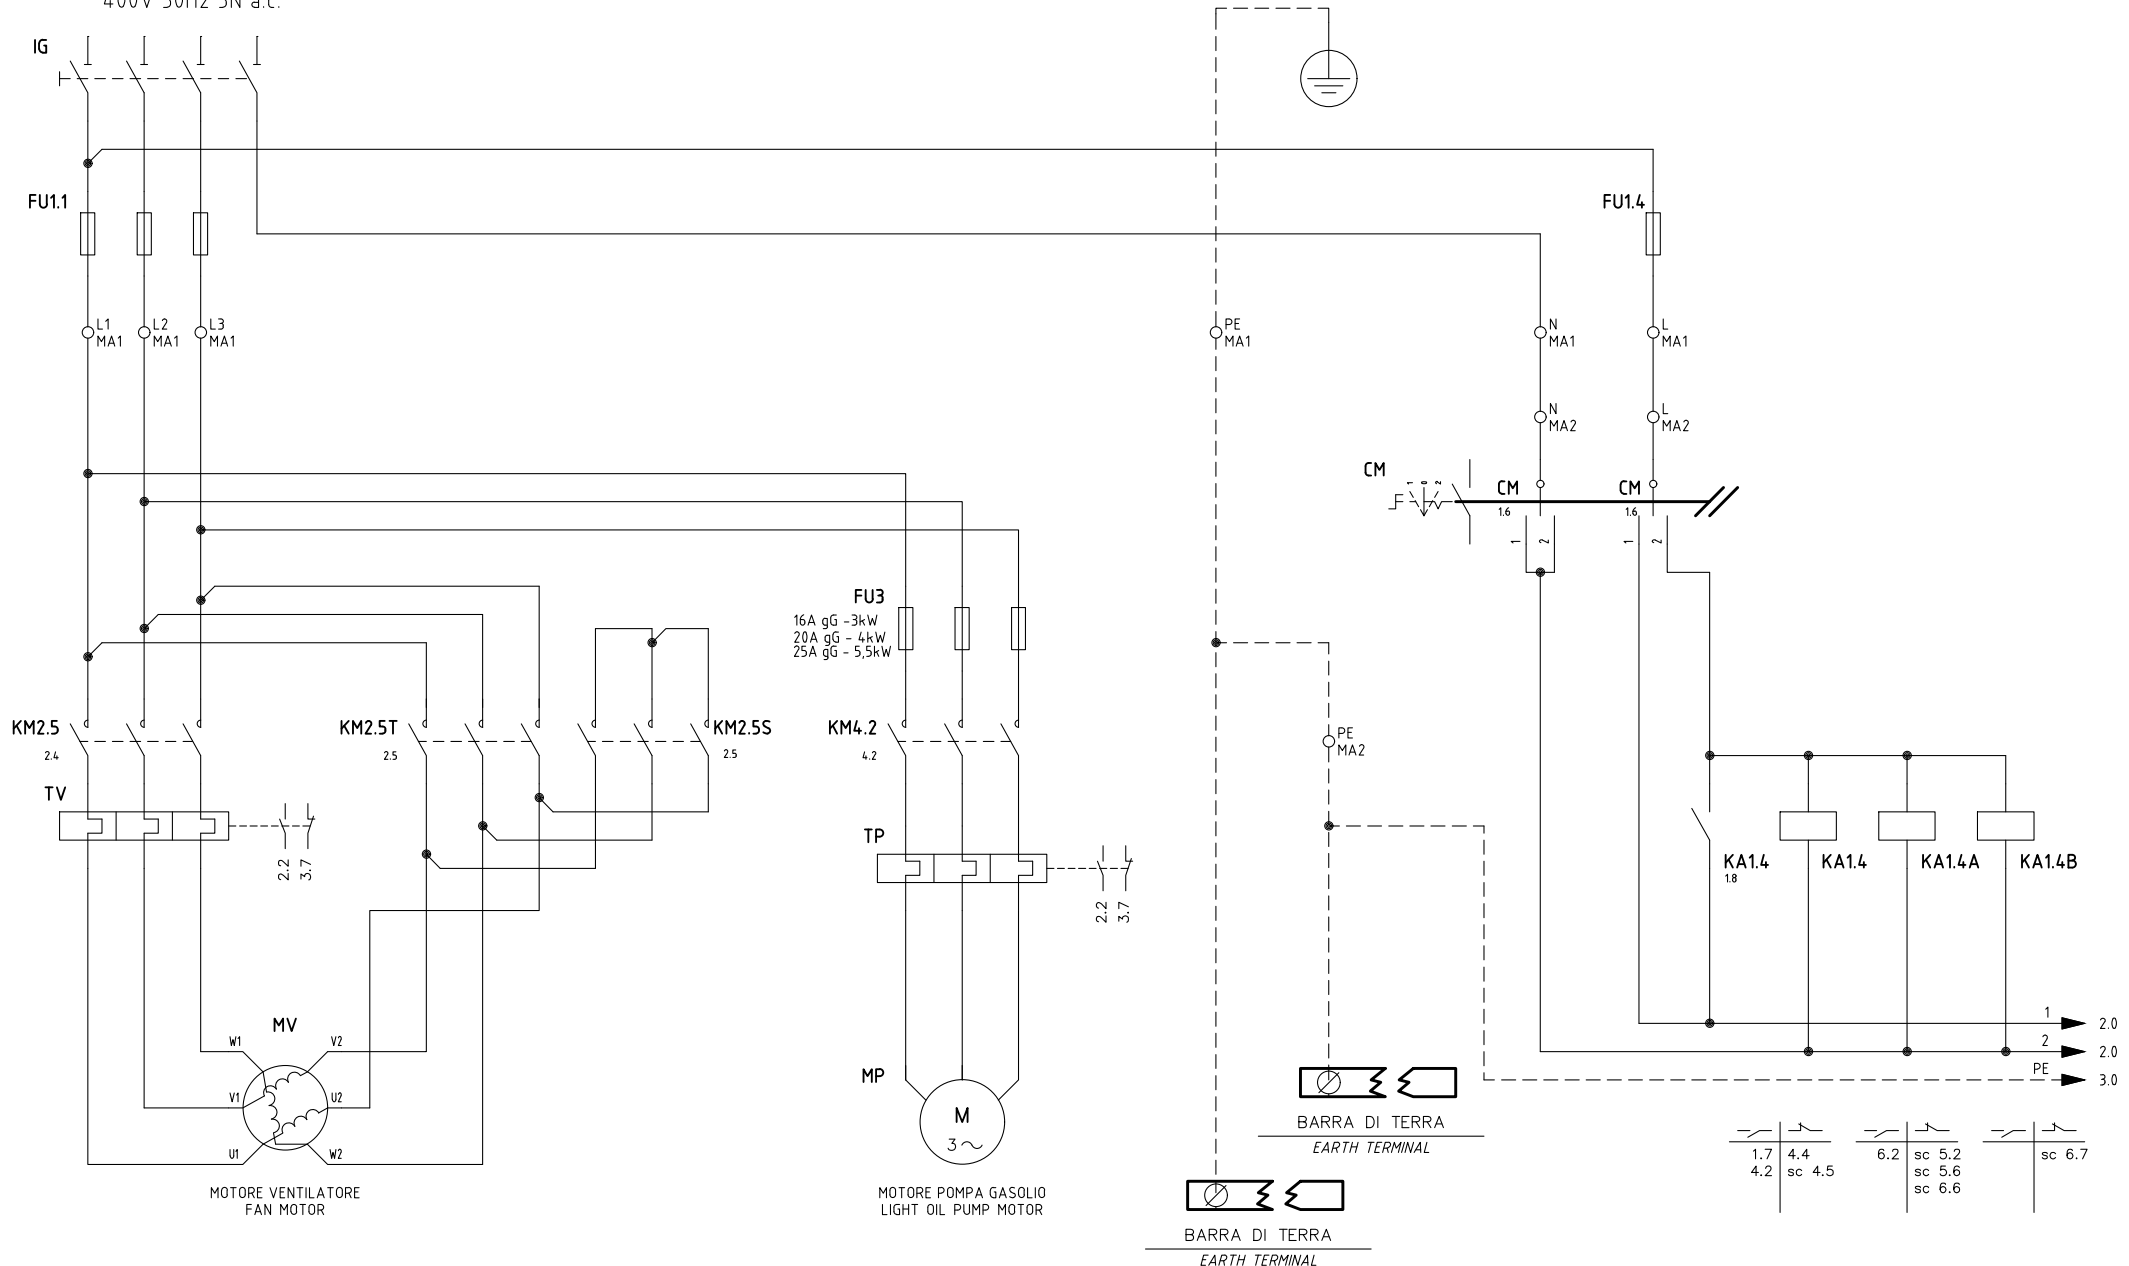 400V 50Hz 3N a.c.
IG
FU1.1
FU1.4
L1
MA1
L2
MA1
L3
MA1
PE
MA1
N
MA1
L
MA1
N
MA2
L
MA2
CM
1 0 2
CM
1.6
CM
1.6
1
2
1
2
FU3
16A gG -3kW
20A gG - 4kW
25A gG - 5,5kW
KM2.5
2.4
KM2.5T
2.5
KM2.5S
2.5
KM4.2
4.2
PE
MA2
TV
2.2
3.7
TP
2.2
3.7
KA1.4
1.8
KA1.4
KA1.4A
KA1.4B
MV
W1
V2
V1
U2
U1
W2
MP
M
3
1
2.0
2
2.0
PE
3.0
BARRA DI TERRA
EARTH TERMINAL
BARRA DI TERRA
EARTH TERMINAL
MOTORE VENTILATORE
FAN MOTOR
MOTORE POMPA GASOLIO
LIGHT OIL PUMP MOTOR
1.7 4.4
4.2 sc 4.5
6.2 sc 5.2
sc 5.6
sc 6.6
sc 6.7